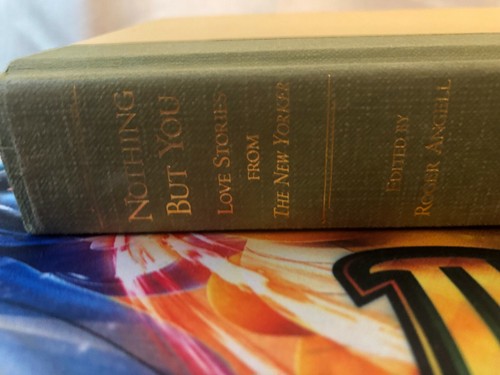 NOTHING
BUT YOU
LOVE STORIES
FROM
THE NEW YORKER
EDITED BY
ROGER ANGELL